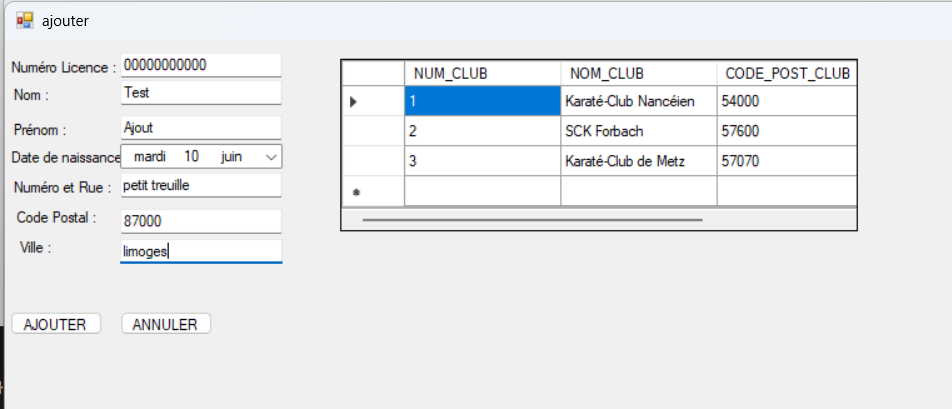 ajouter
Numéro Licence : 00000000000
Nom : Test
Prénom : Ajout
Date de naissance mardi 10 juin
Numéro et Rue : petit treuille
Code Postal : 87000
Ville : limoges
AJOUTER ANNULER
NUM_CLUB NOM_CLUB CODE_POST_CLUB
1 Karaté-Club Nancéien 54000
2 SCK Forbach 57600
3 Karaté-Club de Metz 57070